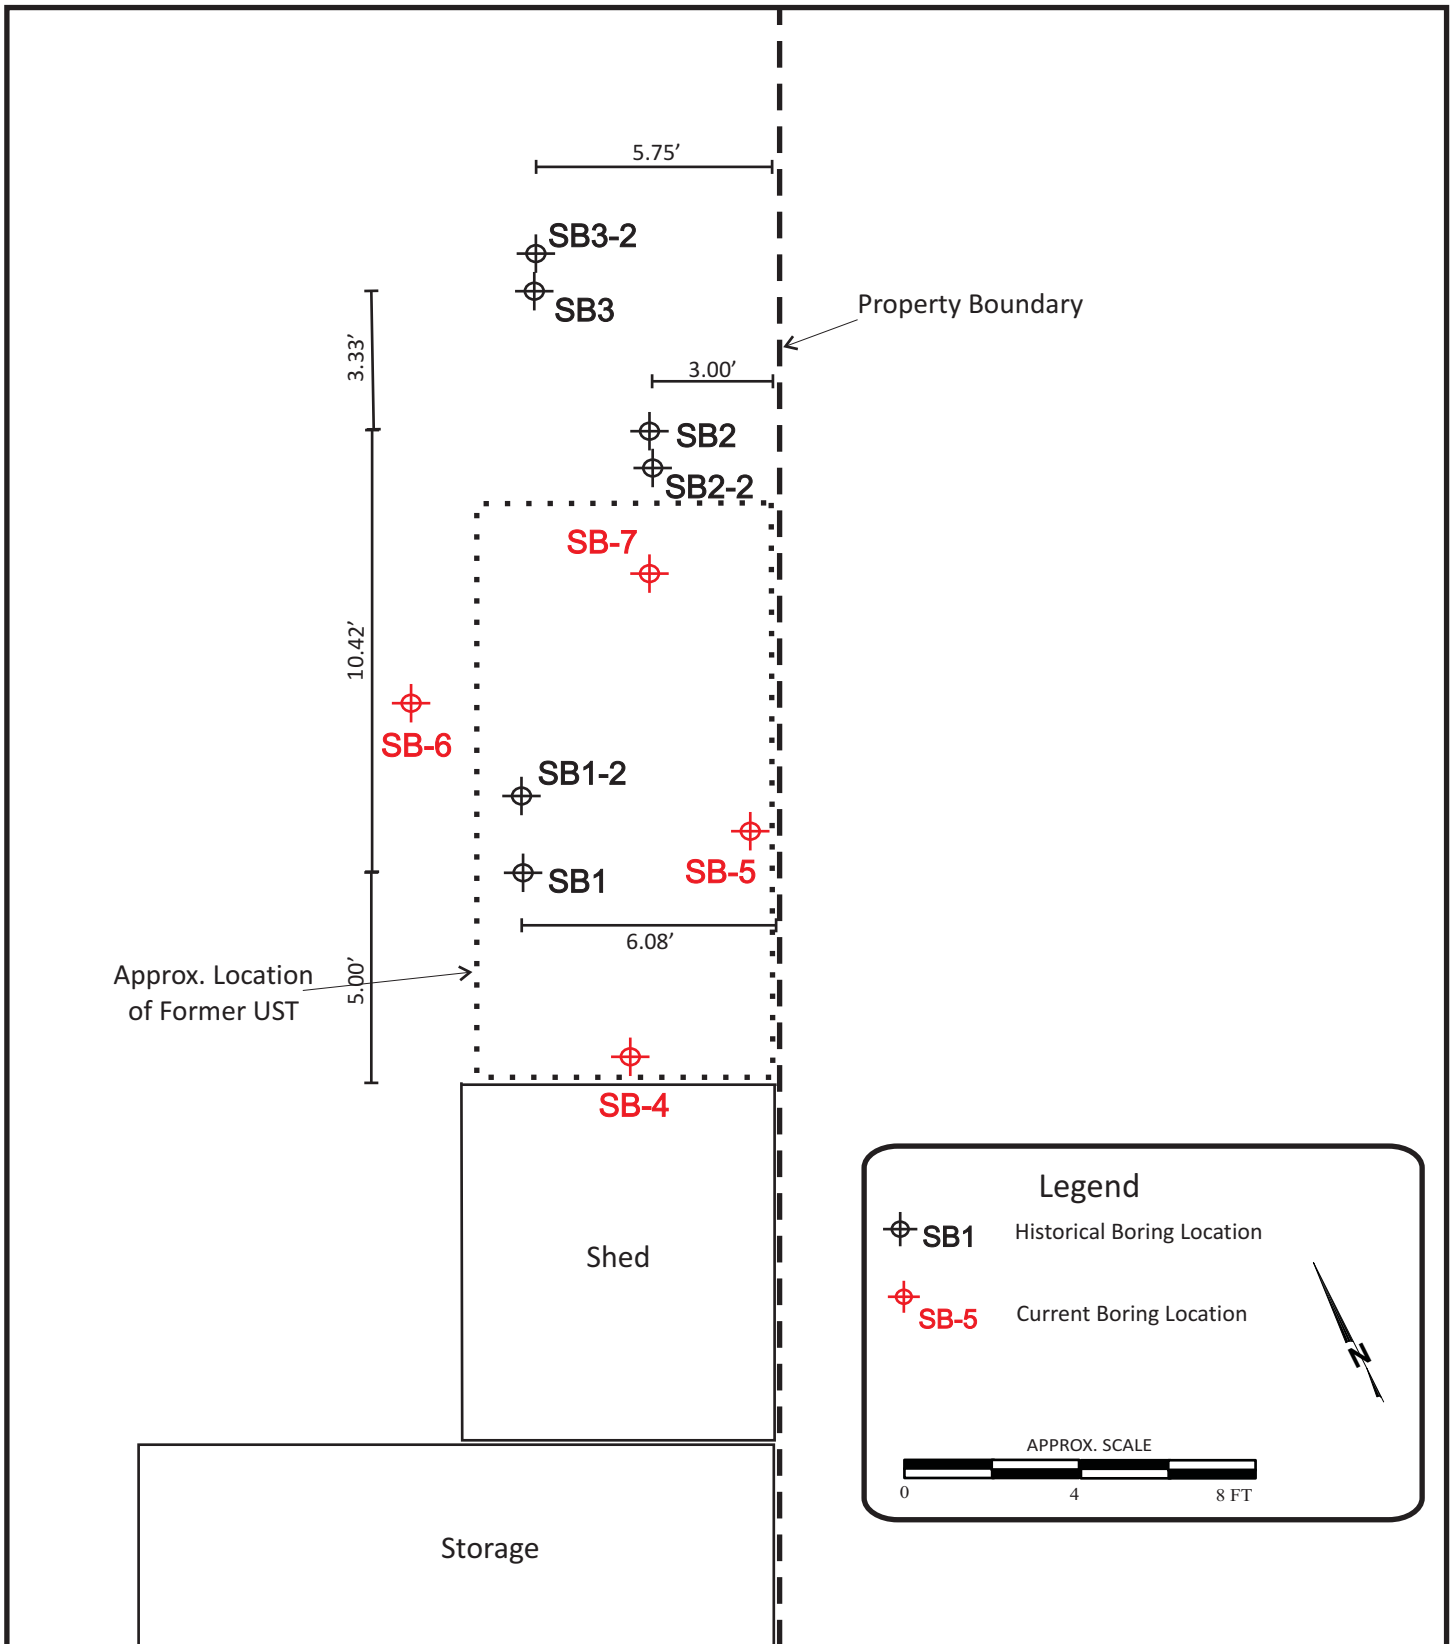 5.75’
SB3-2
SB3
Property Boundary
3.33’
3.00’
SB2
SB2-2
SB-7
10.42’
SB-6
SB1-2
SB-5
SB1
6.08’
Approx. Location
of Former UST
5.00’
SB-4
Shed
Legend
SB1 Historical Boring Location
SB-5 Current Boring Location
N
APPROX. SCALE
0 4 8 FT
Storage